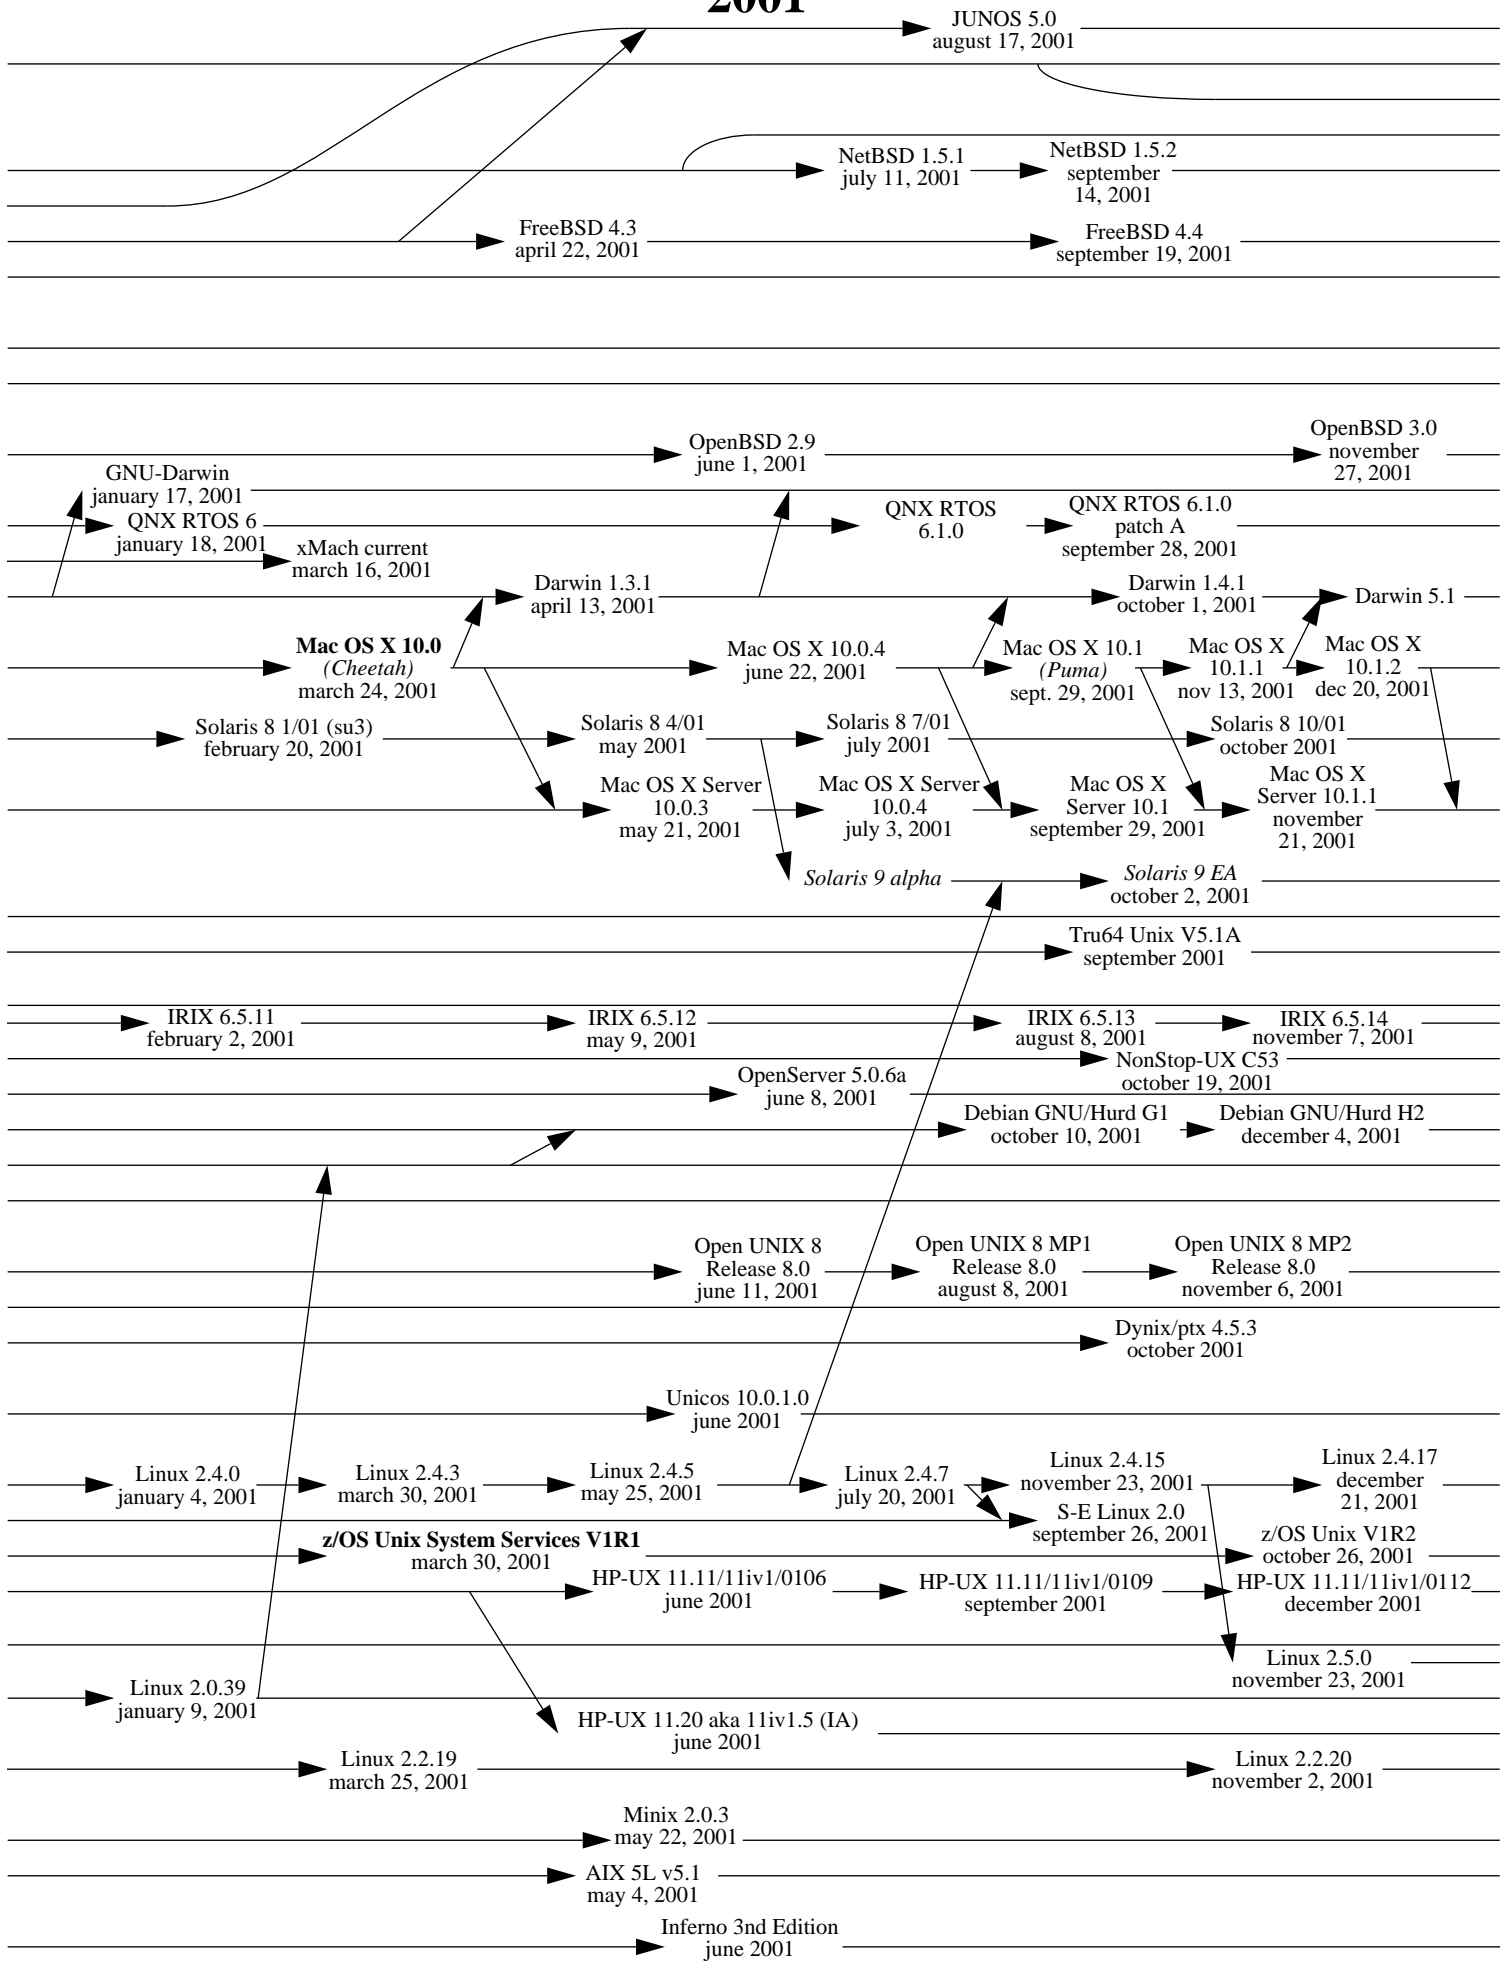 2001
JUNOS 5.0
august 17, 2001
NetBSD 1.5.1
july 11, 2001
NetBSD 1.5.2
september
14, 2001
FreeBSD 4.3
april 22, 2001
FreeBSD 4.4
september 19, 2001
OpenBSD 2.9
june 1, 2001
OpenBSD 3.0
november
27, 2001
GNU-Darwin
january 17, 2001
QNX RTOS 6
january 18, 2001
QNX RTOS
6.1.0
QNX RTOS 6.1.0
patch A
september 28, 2001
xMach current
march 16, 2001
Darwin 1.3.1
april 13, 2001
Darwin 1.4.1
october 1, 2001
Darwin 5.1
Mac OS X 10.0
(Cheetah)
march 24, 2001
Mac OS X 10.0.4
june 22, 2001
Mac OS X 10.1
(Puma)
sept. 29, 2001
Mac OS X
10.1.1
nov 13, 2001
Mac OS X
10.1.2
dec 20, 2001
Solaris 8 1/01 (su3)
february 20, 2001
Solaris 8 4/01
may 2001
Solaris 8 7/01
july 2001
Solaris 8 10/01
october 2001
Mac OS X Server
10.0.3
may 21, 2001
Mac OS X Server
10.0.4
july 3, 2001
Mac OS X
Server 10.1
september 29, 2001
Mac OS X
Server 10.1.1
november
21, 2001
Solaris 9 alpha
Solaris 9 EA
october 2, 2001
Tru64 Unix V5.1A
september 2001
IRIX 6.5.11
february 2, 2001
IRIX 6.5.12
may 9, 2001
IRIX 6.5.13
august 8, 2001
IRIX 6.5.14
november 7, 2001
NonStop-UX C53
october 19, 2001
OpenServer 5.0.6a
june 8, 2001
Debian GNU/Hurd G1
october 10, 2001
Debian GNU/Hurd H2
december 4, 2001
Open UNIX 8
Release 8.0
june 11, 2001
Open UNIX 8 MP1
Release 8.0
august 8, 2001
Open UNIX 8 MP2
Release 8.0
november 6, 2001
Dynix/ptx 4.5.3
october 2001
Unicos 10.0.1.0
june 2001
Linux 2.4.0
january 4, 2001
Linux 2.4.3
march 30, 2001
Linux 2.4.5
may 25, 2001
Linux 2.4.7
july 20, 2001
Linux 2.4.15
november 23, 2001
Linux 2.4.17
december
21, 2001
S-E Linux 2.0
september 26, 2001
z/OS Unix System Services V1R1
march 30, 2001
z/OS Unix V1R2
october 26, 2001
HP-UX 11.11/11iv1/0106
june 2001
HP-UX 11.11/11iv1/0109
september 2001
HP-UX 11.11/11iv1/0112
december 2001
Linux 2.5.0
november 23, 2001
Linux 2.0.39
january 9, 2001
HP-UX 11.20 aka 11iv1.5 (IA)
june 2001
Linux 2.2.19
march 25, 2001
Linux 2.2.20
november 2, 2001
Minix 2.0.3
may 22, 2001
AIX 5L v5.1
may 4, 2001
Inferno 3nd Edition
june 2001